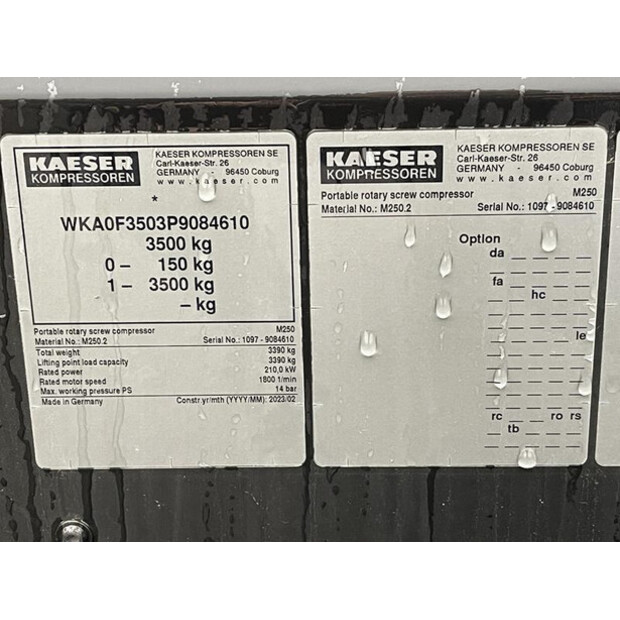 KAESER
KOMPRESSOREN
KAESER KOMPRESSOREN SE
Carl-Kaeser-Str. 26
GERMANY - 96450 Coburg
www.kaeser.com
*
WKA0F3503P9084610
3500 kg
0 – 150 kg
1 – 3500 kg
– kg
Portable rotary screw compressor M250
Material No.: M250.2 Serial No.: 1097 - 9084610
Total weight 3390 kg
Lifting point load capacity 3390 kg
Rated power 210,0 kW
Rated motor speed 1800 1/min
Max. working pressure PS 14 bar
Made in Germany Constr.yr/mth (YYYY/MM): 2023/02
KAESER
KOMPRESSOREN
KAESER KOMPRESSOREN SE
Carl-Kaeser-Str. 26
GERMANY - 96450 Coburg
www.kaeser.com
Portable rotary screw compressor M250
Material No.: M250.2 Serial No.: 1097 - 9084610
Option
da
fa
hc
le
rc ro rs
tb